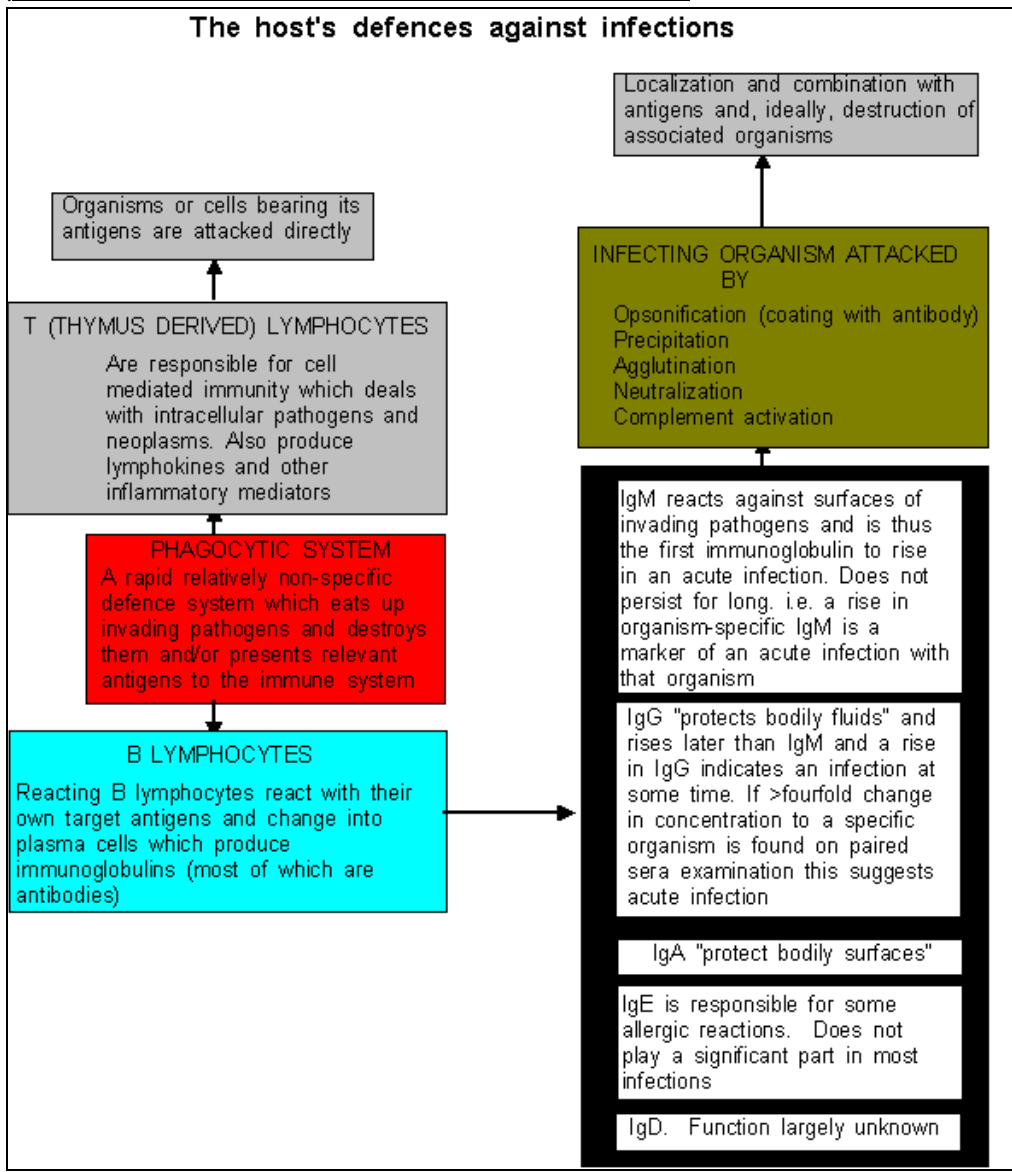 The host's defences against infections
Localization and combination with
antigens and, ideally, destruction of
associated organisms
Organisms or cells bearing its
antigens are attacked directly
INFECTING ORGANISM ATTACKED
BY
Opsonification (coating with antibody)
Precipitation
Agglutination
Neutralization
Complement activation
T (THYMUS DERIVED) LYMPHOCYTES
Are responsible for cell
mediated immunity which deals
with intracellular pathogens and
neoplasms. Also produce
lymphokines and other
inflammatory mediators
PHAGOCYTIC SYSTEM
A rapid relatively non-specific
defence system which eats up
invading pathogens and destroys
them and/or presents relevant
antigens to the immune system
B LYMPHOCYTES
Reacting B lymphocytes react with their
own target antigens and change into
plasma cells which produce
immunoglobulins (most of which are
antibodies)
IgM reacts against surfaces of
invading pathogens and is thus
the first immunoglobulin to rise
in an acute infection. Does not
persist for long. i.e. a rise in
organism-specific IgM is a
marker of an acute infection with
that organism
IgG "protects bodily fluids" and
rises later than IgM and a rise
in IgG indicates an infection at
some time. If >fourfold change
in concentration to a specific
organism is found on paired
sera examination this suggests
acute infection
IgA "protect bodily surfaces"
IgE is responsible for some
allergic reactions. Does not
play a significant part in most
infections
IgD. Function largely unknown